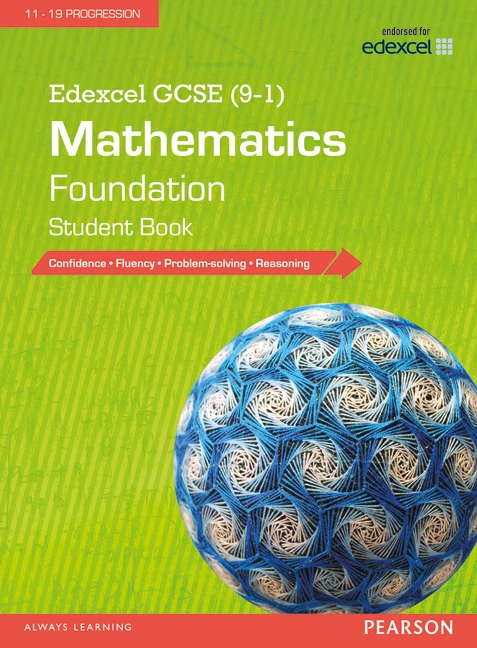 11 - 19 PROGRESSION
endorsed for
edexcel
Edexcel GCSE (9-1)
Mathematics
Foundation
Student Book
Confidence • Fluency • Problem-solving • Reasoning
ALWAYS LEARNING
PEARSON